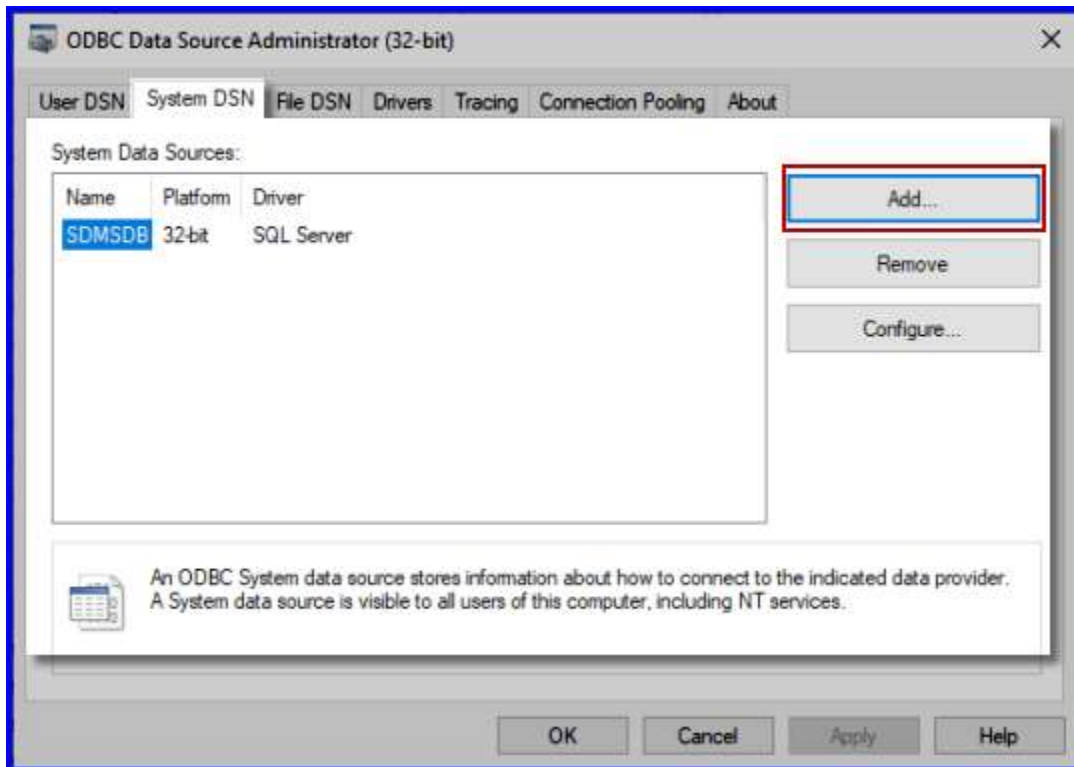 ODBC Data Source Administrator (32-bit)
User DSN System DSN File DSN Drivers Tracing Connection Pooling About
System Data Sources:
Name Platform Driver
SDMSDB 32-bit SQL Server
Add...
Remove
Configure...
An ODBC System data source stores information about how to connect to the indicated data provider.
A System data source is visible to all users of this computer, including NT services.
OK Cancel Apply Help